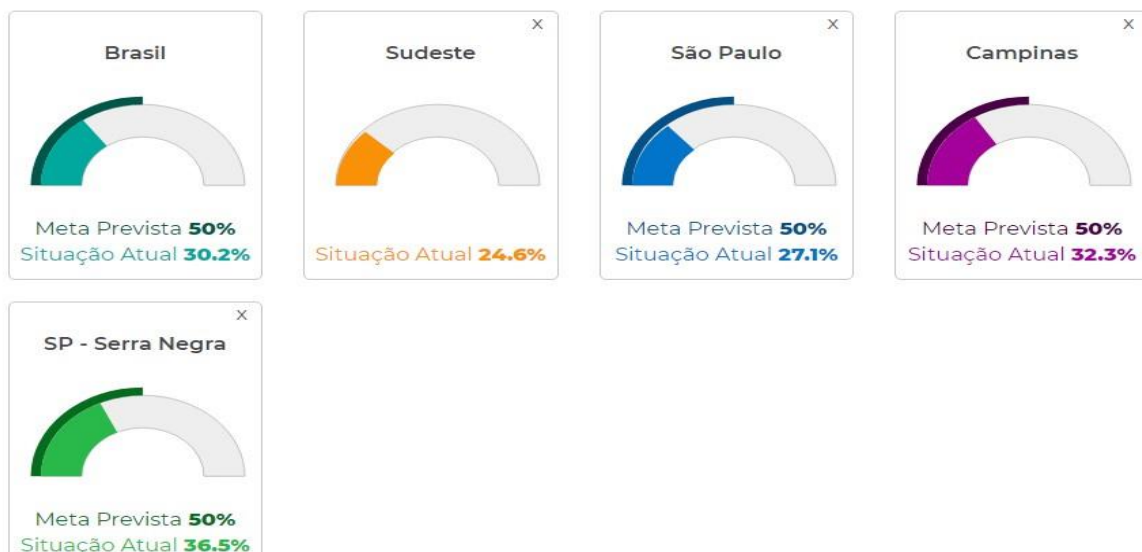 X
X
X
Brasil
Sudeste
São Paulo
Campinas
Meta Prevista 50%
Situação Atual 30.2%
Situação Atual 24.6%
Meta Prevista 50%
Situação Atual 27.1%
Meta Prevista 50%
Situação Atual 32.3%
X
SP - Serra Negra
Meta Prevista 50%
Situação Atual 36.5%